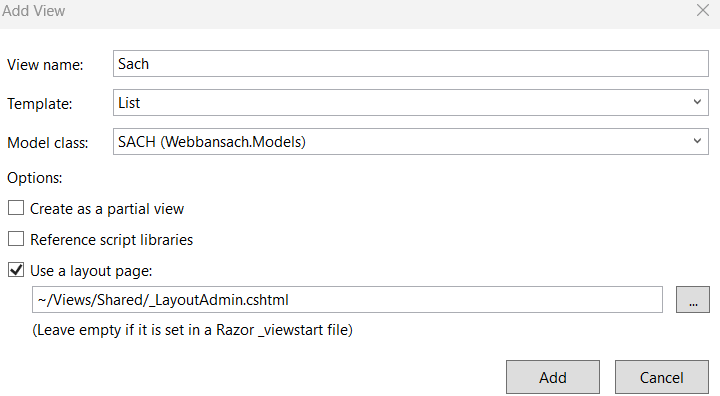 Add View
View name: Sach
Template: List
Model class: SACH (Webbansach.Models)
Options:
Create as a partial view
Reference script libraries
Use a layout page:
~/Views/Shared/_LayoutAdmin.cshtml ...
(Leave empty if it is set in a Razor _viewstart file)
Add Cancel